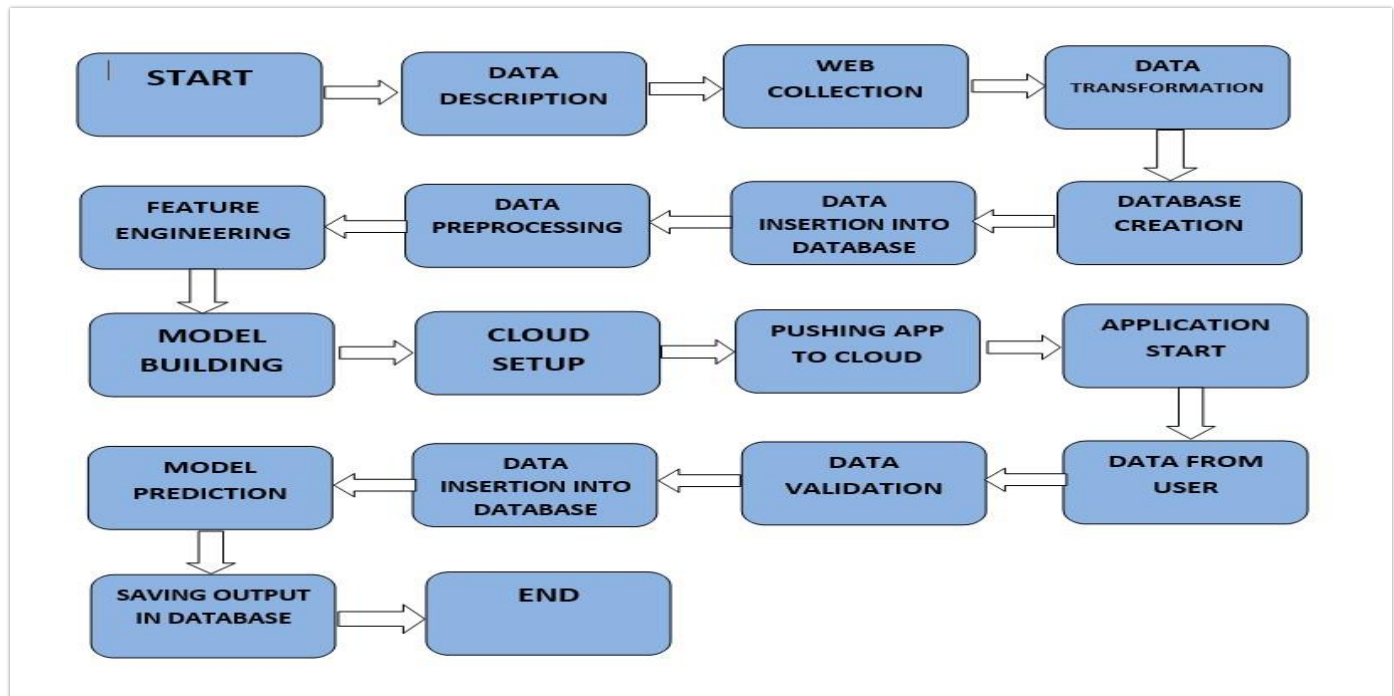 START
DATA
DESCRIPTION
WEB
COLLECTION
DATA
TRANSFORMATION
DATABASE
CREATION
DATA
INSERTION INTO
DATABASE
DATA
PREPROCESSING
FEATURE
ENGINEERING
MODEL
BUILDING
CLOUD
SETUP
PUSHING APP
TO CLOUD
APPLICATION
START
DATA FROM
USER
DATA
VALIDATION
DATA
INSERTION INTO
DATABASE
MODEL
PREDICTION
SAVING OUTPUT
IN DATABASE
END